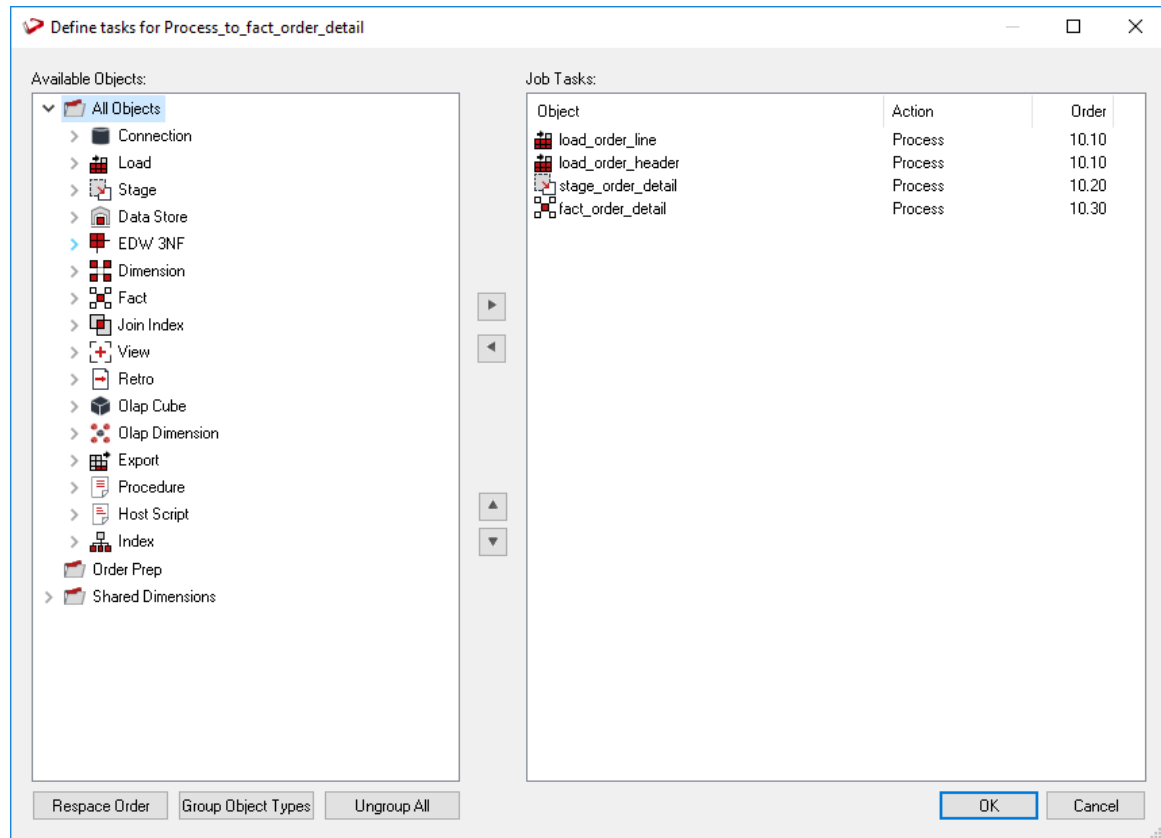 Define tasks for Process_to_fact_order_detail
Available Objects:
All Objects
Connection
Load
Stage
Data Store
EDW 3NF
Dimension
Fact
Join Index
View
Retro
Olap Cube
Olap Dimension
Export
Procedure
Host Script
Index
Order Prep
Shared Dimensions
Job Tasks:
Object Action Order
load_order_line Process 10.10
load_order_header Process 10.10
stage_order_detail Process 10.20
fact_order_detail Process 10.30
Respace Order Group Object Types Ungroup All OK Cancel